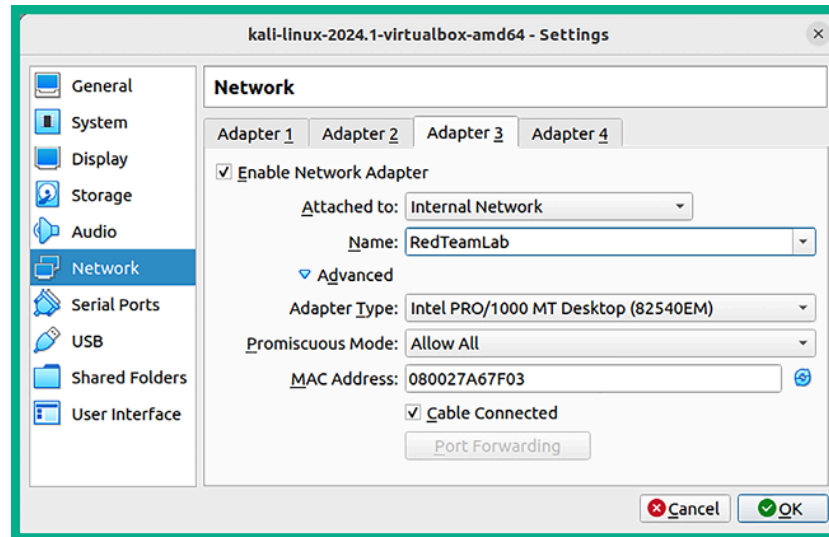 kali-linux-2024.1-virtualbox-amd64 - Settings
General
System
Display
Storage
Audio
Network
Serial Ports
USB
Shared Folders
User Interface
Network
Adapter 1 Adapter 2 Adapter 3 Adapter 4
Enable Network Adapter
Attached to: Internal Network
Name: RedTeamLab
Advanced
Adapter Type: Intel PRO/1000 MT Desktop (82540EM)
Promiscuous Mode: Allow All
MAC Address: 080027A67F03
Cable Connected
Port Forwarding
Cancel OK